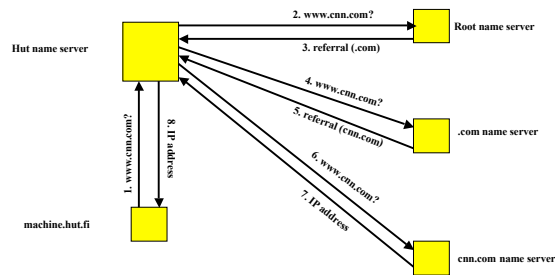 2. www.cnn.com?
Root name server
3. referral (.com)
Hut name server
4. www.cnn.com?
5. referral (cnn.com)
.com name server
1. www.cnn.com?
8. IP address
6. www.cnn.com?
7. IP address
machine.hut.fi
cnn.com name server